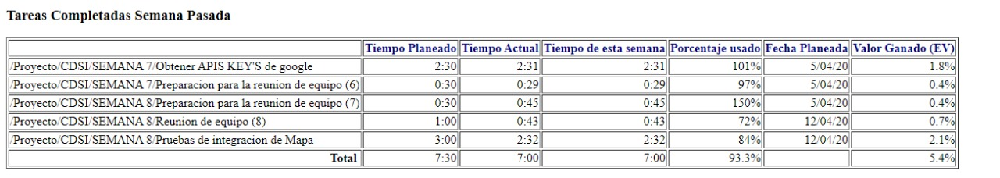 Tareas Completadas Semana Pasada
Tiempo Planeado Tiempo Actual Tiempo de esta semana Porcentaje usado Fecha Planeada Valor Ganado (EV)
/Proyecto/CDSI/SEMANA 7/Obtener APIS KEY'S de google 2:30 2:31 2:31 101% 5/04/20 1.8%
/Proyecto/CDSI/SEMANA 7/Preparacion para la reunion de equipo (6) 0:30 0:29 0:29 97% 5/04/20 0.4%
/Proyecto/CDSI/SEMANA 8/Preparacion para la reunion de equipo (7) 0:30 0:45 0:45 150% 5/04/20 0.4%
/Proyecto/CDSI/SEMANA 8/Reunion de equipo (8) 1:00 0:43 0:43 72% 12/04/20 0.7%
/Proyecto/CDSI/SEMANA 8/Pruebas de integracion de Mapa 3:00 2:32 2:32 84% 12/04/20 2.1%
Total 7:30 7:00 7:00 93.3% 5.4%